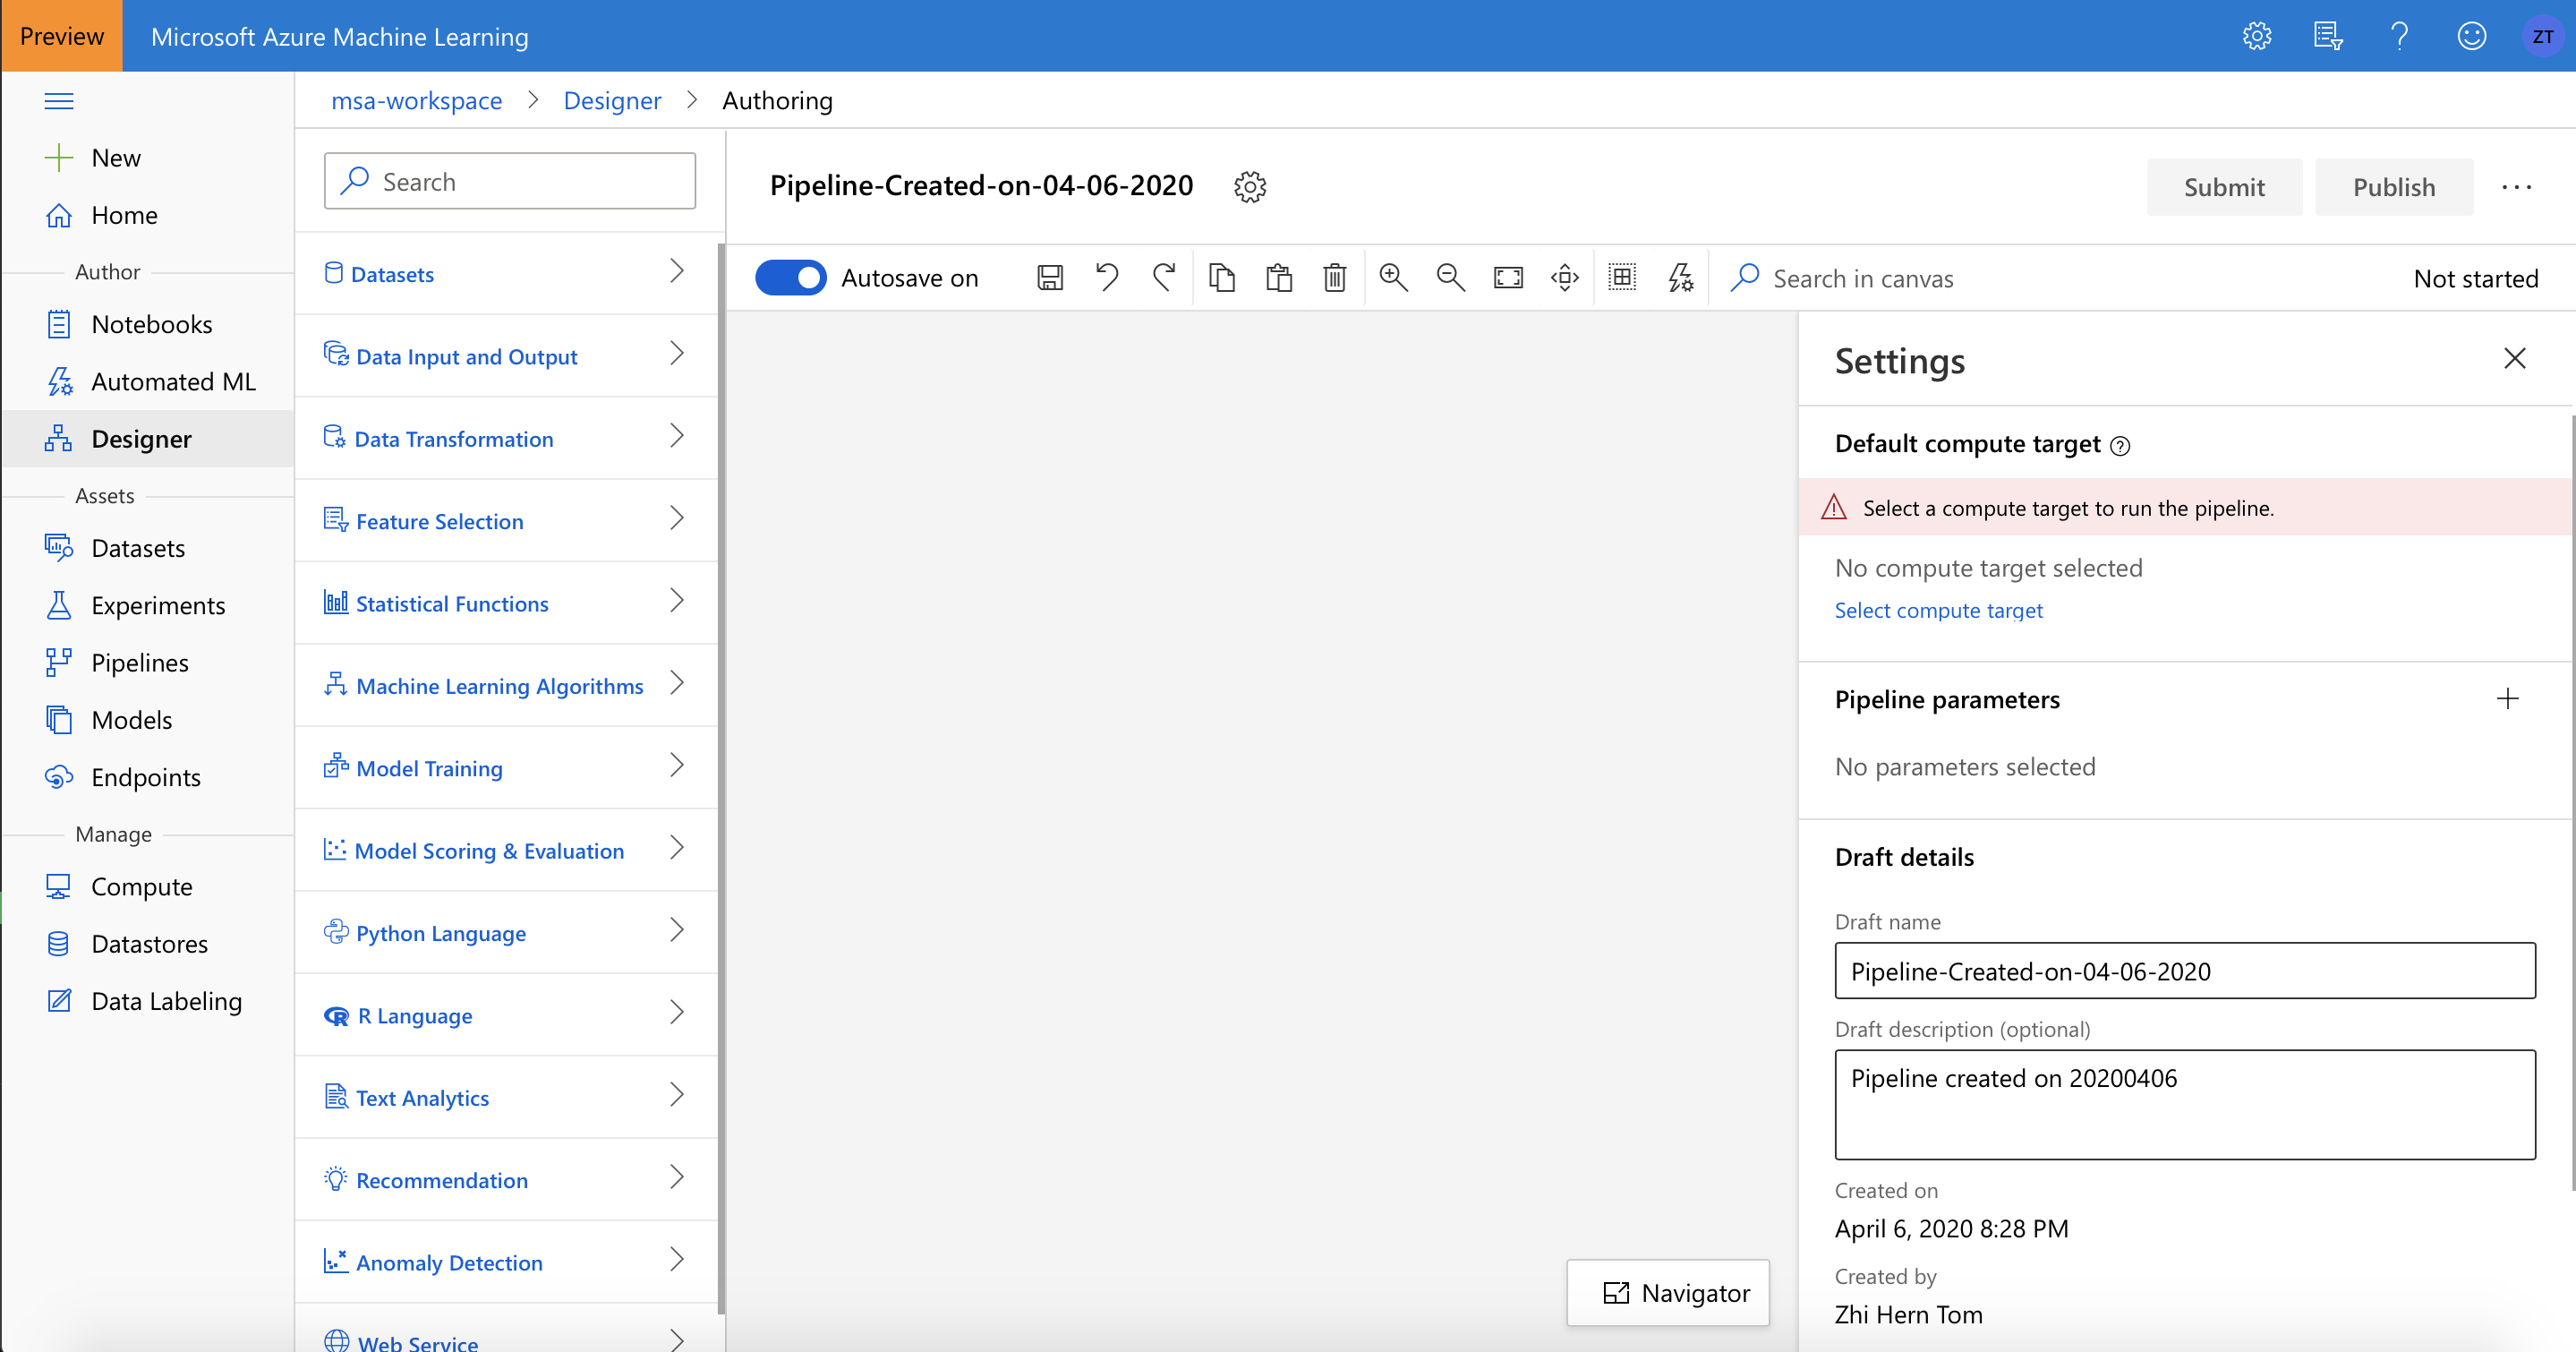 Preview
Microsoft Azure Machine Learning
ZT
msa-workspace > Designer > Authoring
New
Home
Author
Notebooks
Automated ML
Designer
Assets
Datasets
Experiments
Pipelines
Models
Endpoints
Manage
Compute
Datastores
Data Labeling
Search
Datasets
Data Input and Output
Data Transformation
Feature Selection
Statistical Functions
Machine Learning Algorithms
Model Training
Model Scoring & Evaluation
Python Language
R Language
Text Analytics
Recommendation
Anomaly Detection
Web Service
Pipeline-Created-on-04-06-2020
Submit
Publish
Autosave on
Search in canvas
Not started
Navigator
Settings
Default compute target
Select a compute target to run the pipeline.
No compute target selected
Select compute target
Pipeline parameters
No parameters selected
Draft details
Draft name
Pipeline-Created-on-04-06-2020
Draft description (optional)
Pipeline created on 20200406
Created on
April 6, 2020 8:28 PM
Created by
Zhi Hern Tom